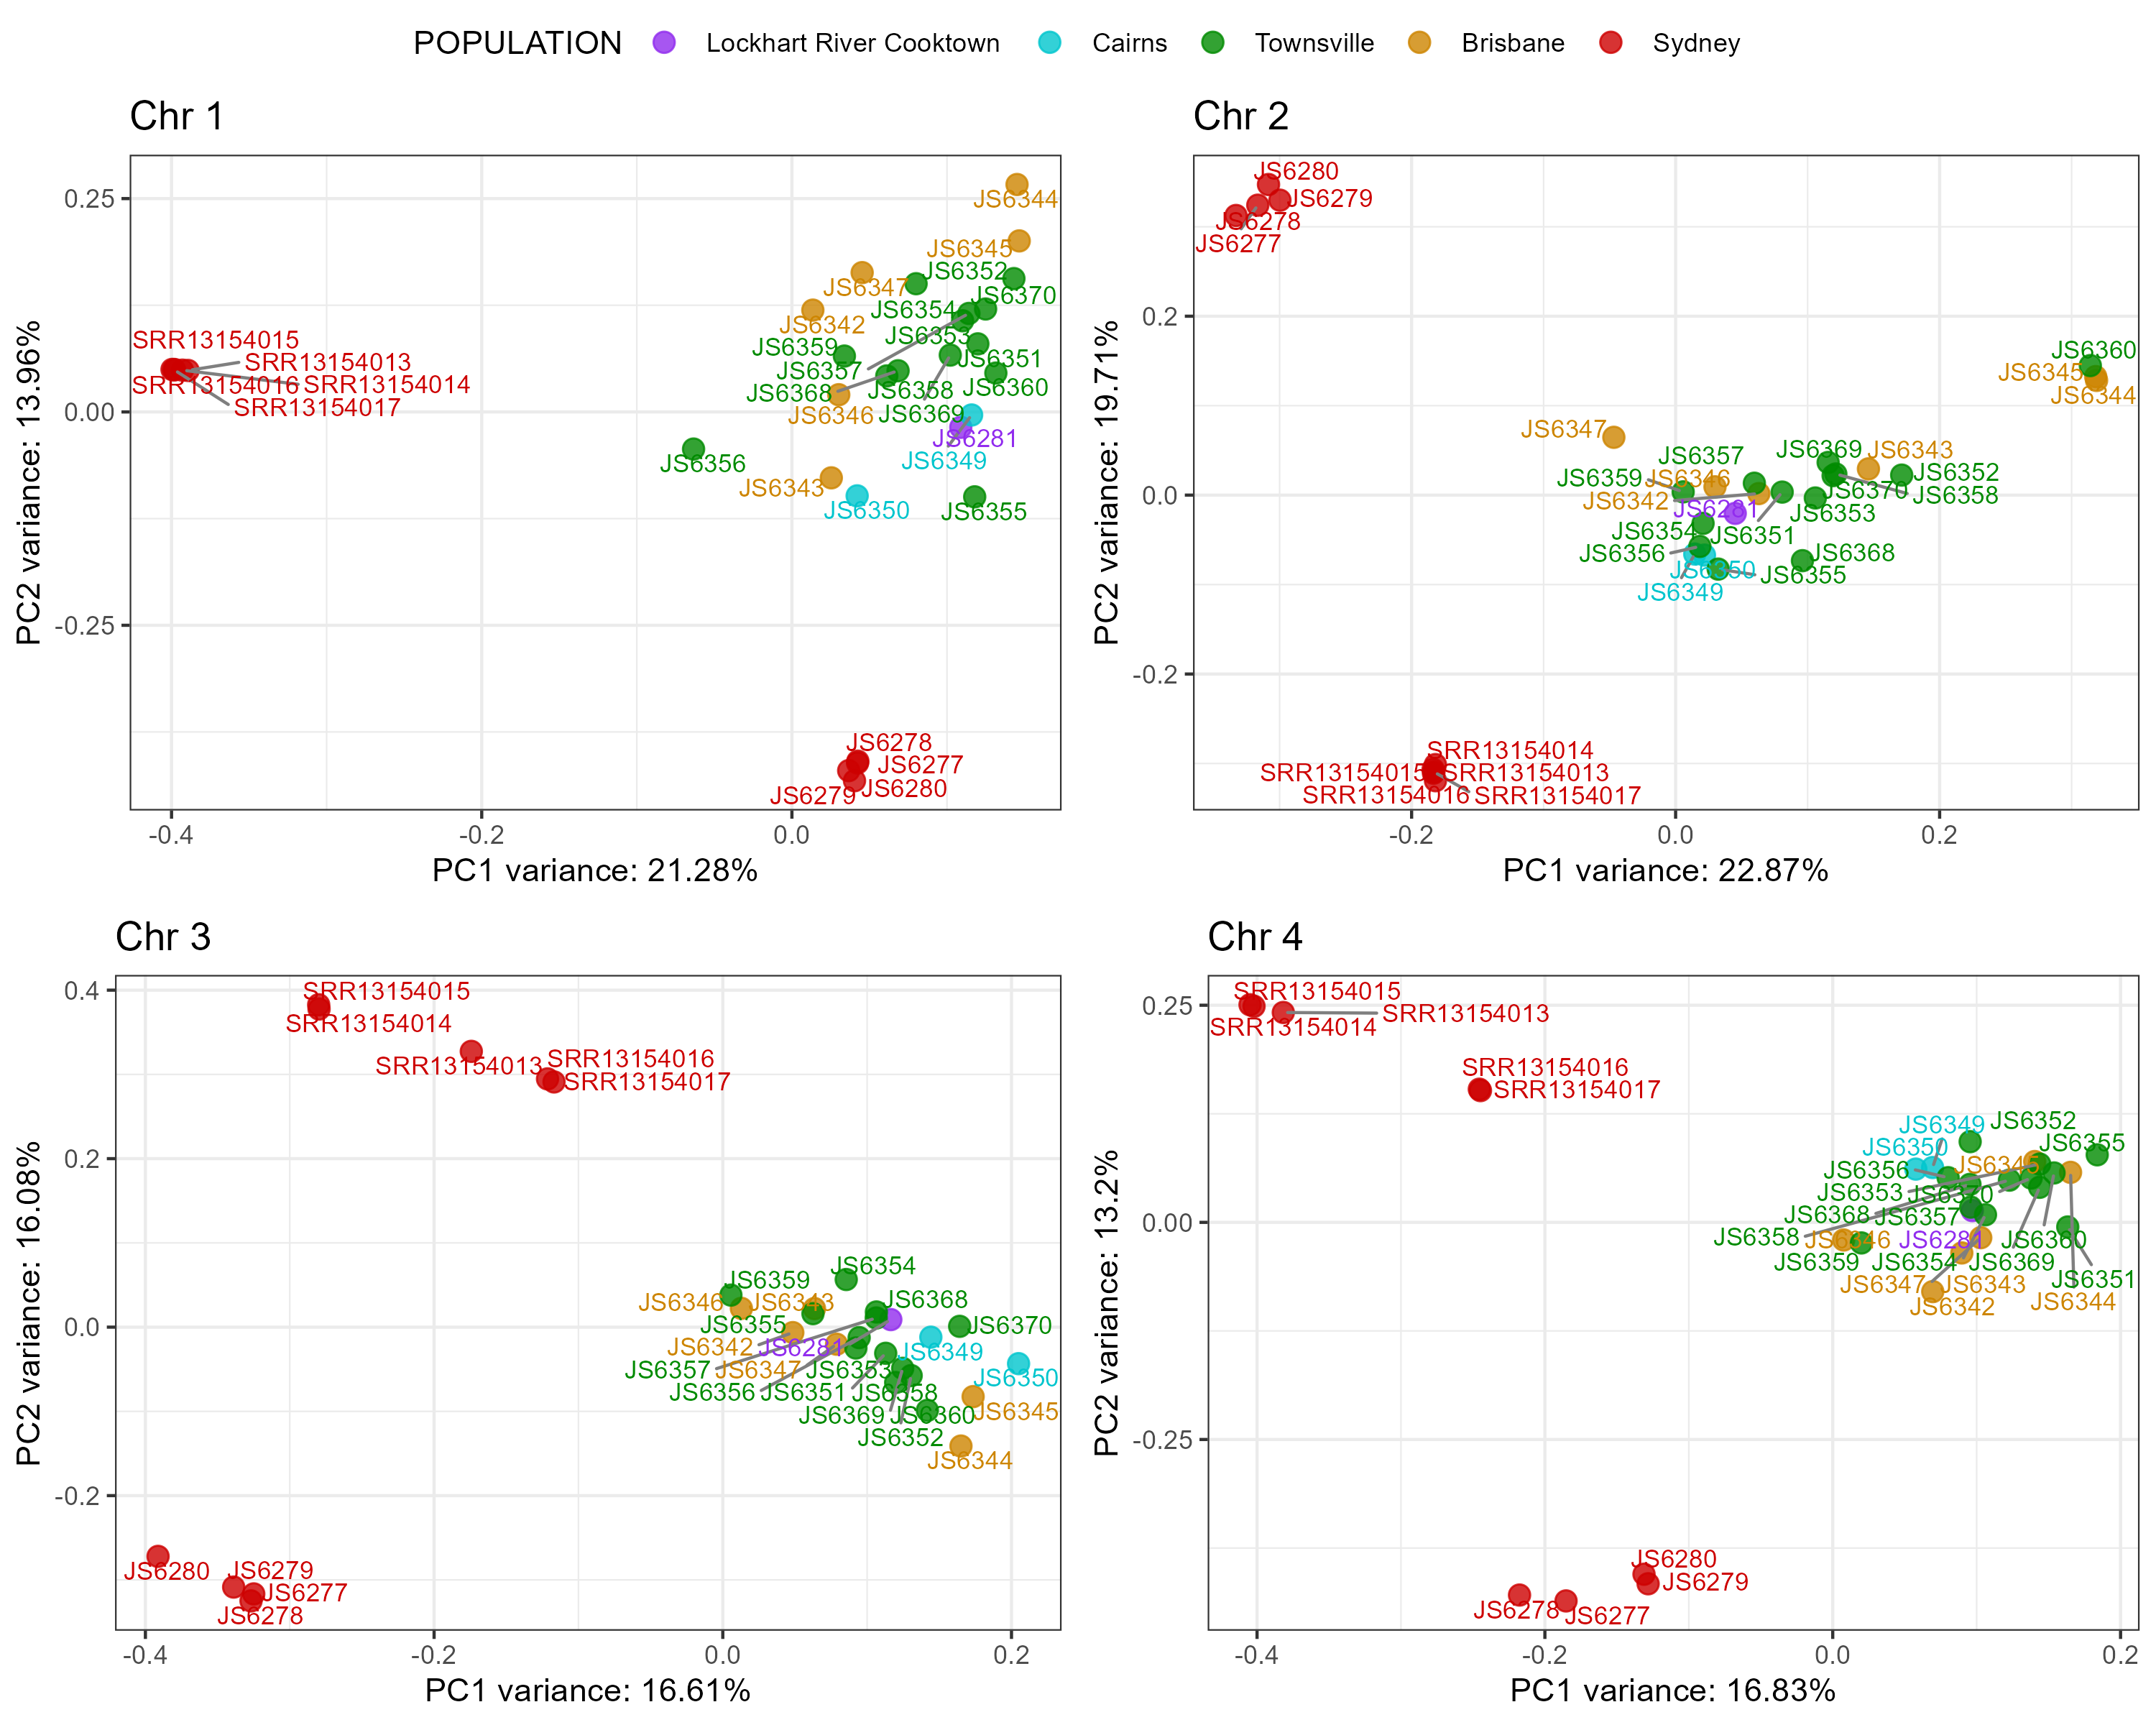 POPULATION Lockhart River Cooktown Cairns Townsville Brisbane Sydney
Chr 1
JS6344
JS6345
JS6352
JS6347
JS6370
JS6354
JS6342
JS6353
SRR13154015
JS6359
JS6351
SRR13154013
JS6357
SRR13154016
SRR13154014
JS6368
JS6358
JS6360
SRR13154017
JS6346
JS6369
JS6281
JS6349
JS6356
JS6343
JS6350
JS6355
JS6278
JS6277
JS6279
JS6280
0.25
0.00
-0.25
-0.4
-0.2
0.0
PC2 variance: 13.96%
PC1 variance: 21.28%
Chr 2
JS6280
JS6279
JS6278
JS6277
JS6360
JS6345
JS6344
JS6347
JS6357
JS6369
JS6343
JS6359
JS6346
JS6352
JS6342
JS6370
JS6358
JS6281
JS6353
JS6354
JS6351
JS6356
JS6368
JS6350
JS6355
JS6349
SRR13154014
SRR13154015
SRR13154013
SRR13154016
SRR13154017
0.2
0.0
-0.2
-0.2
0.0
0.2
PC2 variance: 19.71%
PC1 variance: 22.87%
Chr 3
SRR13154015
SRR13154014
SRR13154013
SRR13154016
SRR13154017
JS6354
JS6359
JS6346
JS6343
JS6368
JS6355
JS6370
JS6342
JS6281
JS6349
JS6357
JS6347
JS6353
JS6350
JS6356
JS6351
JS6358
JS6369
JS6360
JS6345
JS6352
JS6344
JS6280
JS6279
JS6277
JS6278
0.4
0.2
0.0
-0.2
-0.4
-0.2
0.0
0.2
PC2 variance: 16.08%
PC1 variance: 16.61%
Chr 4
SRR13154015
SRR13154013
SRR13154014
SRR13154016
SRR13154017
JS6352
JS6349
JS6350
JS6355
JS6356
JS6345
JS6353
JS6370
JS6368
JS6357
JS6358
JS6346
JS6281
JS6360
JS6359
JS6354
JS6369
JS6351
JS6347
JS6343
JS6344
JS6342
JS6280
JS6279
JS6278
JS6277
0.25
0.00
-0.25
-0.4
-0.2
0.0
0.2
PC2 variance: 13.2%
PC1 variance: 16.83%